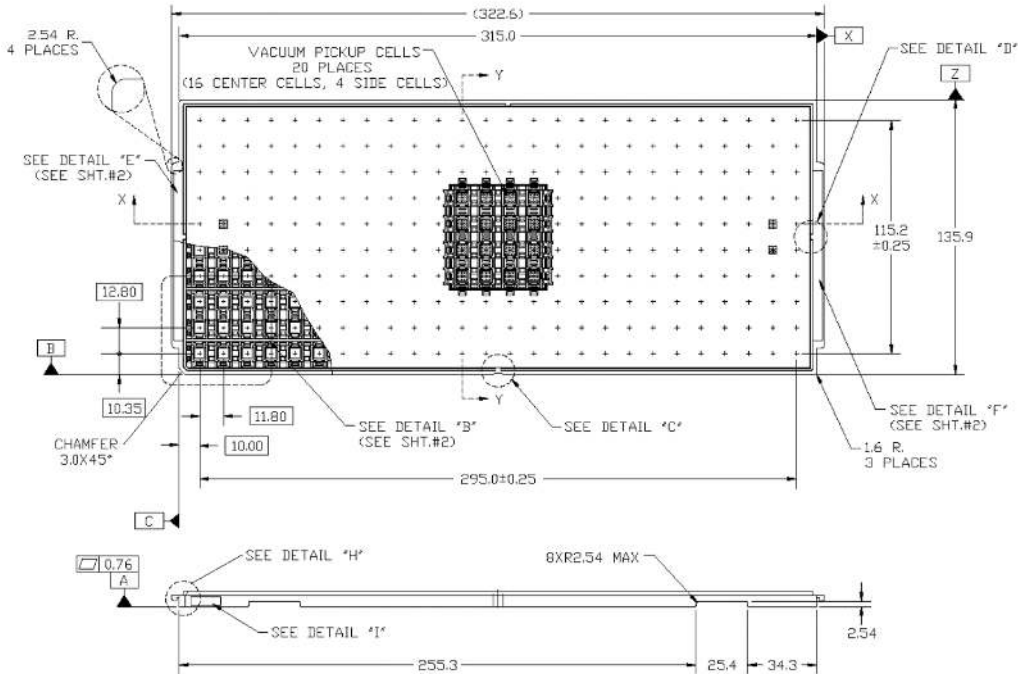 (322.6)
2.54 R.
4 PLACES
315.0
X
VACUUM PICKUP CELLS
20 PLACES
(16 CENTER CELLS, 4 SIDE CELLS)
Y
SEE DETAIL "D"
Z
SEE DETAIL "E"
(SEE SHT.#2)
X
X
115.2
±0.25
135.9
12.80
B
10.35
11.80
Y
SEE DETAIL "B"
(SEE SHT.#2)
SEE DETAIL "C"
SEE DETAIL "F"
(SEE SHT.#2)
CHAMFER
3.0X45°
10.00
1.6 R.
3 PLACES
295.0±0.25
C
SEE DETAIL "H"
8XR2.54 MAX
0.76
A
SEE DETAIL "I"
2.54
255.3
25.4
34.3